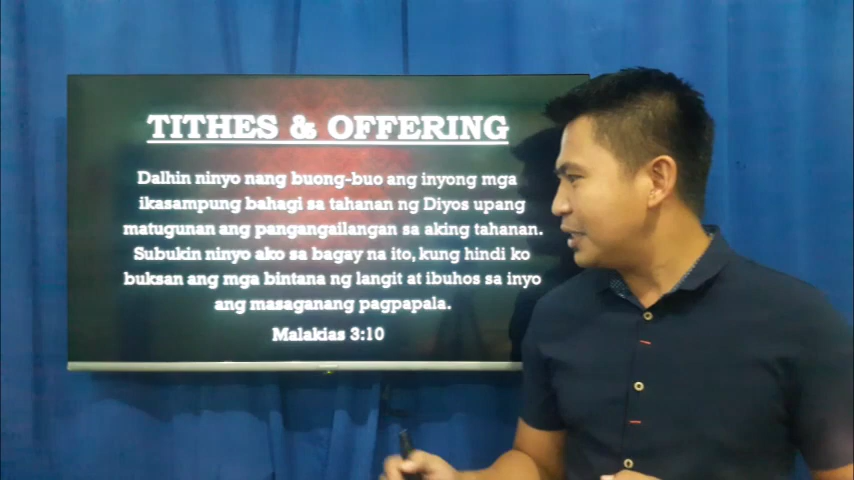 TITHES & OFFERING
Dalhin ninyo nang buong-buo ang inyong mga
ikasampung bahagi sa tahanan ng Diyos upang
matugunan ang pangangailangan sa aking tahanan.
Subukin ninyo ako sa bagay na ito, kung hindi ko
buksan ang mga bintana ng langit at ibuhos sa inyo
ang masaganang pagpapala.
Malakias 3:10